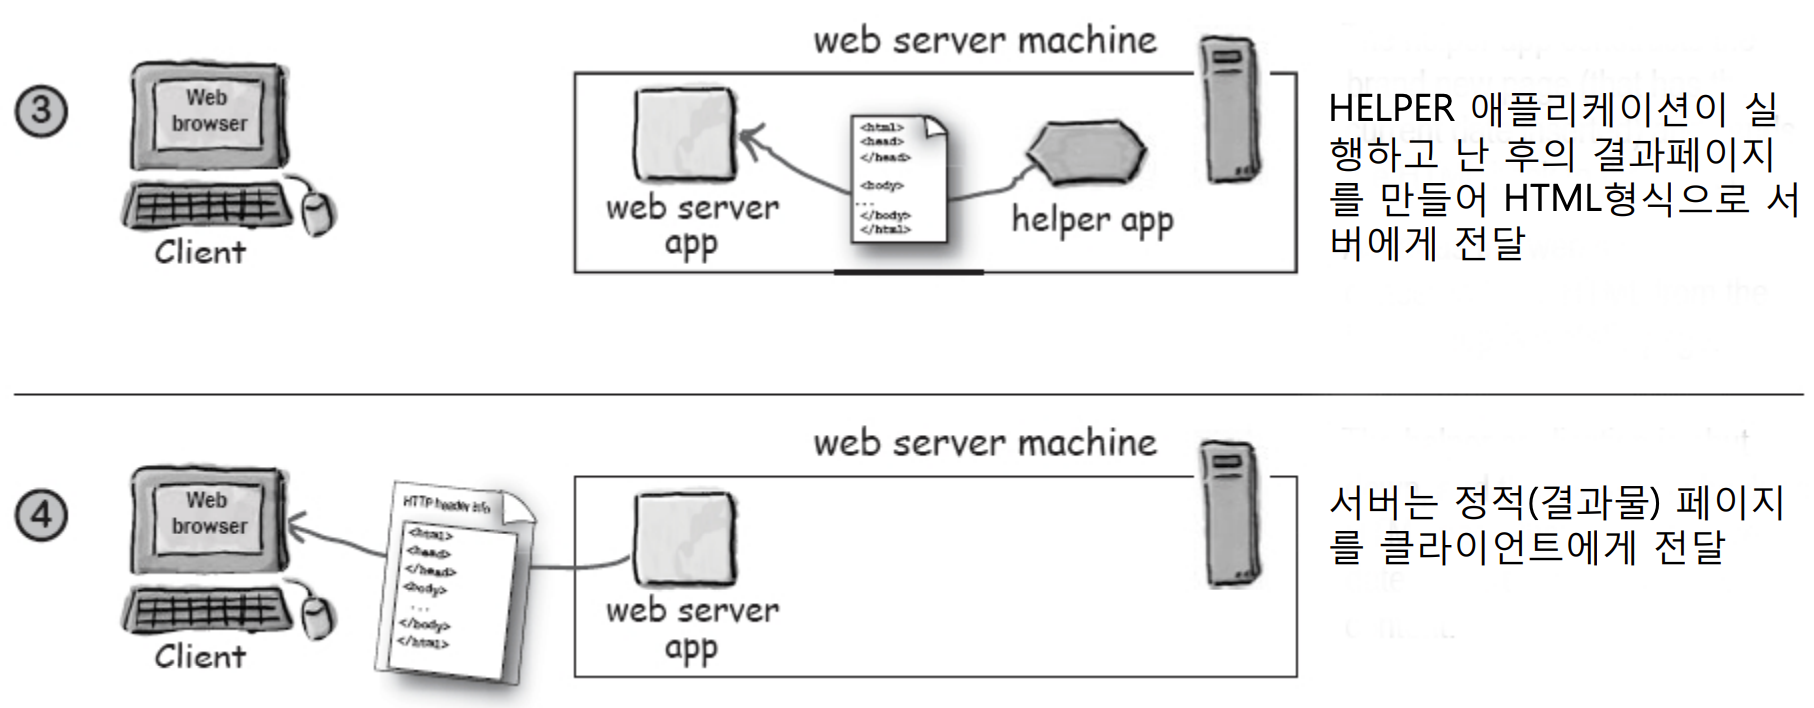 web server machine
3
Web
browser
Client
web server
app
<html>
<head>
</head>
<body>
...
</body>
</html>
helper app
HELPER 애플리케이션이 실
행하고 난 후의 결과페이지
를 만들어 HTML형식으로 서
버에게 전달
web server machine
4
Web
browser
Client
HTTP header info
<html>
<head>
</head>
<body>
...
</body>
</html>
web server
app
서버는 정적(결과물) 페이지
를 클라이언트에게 전달